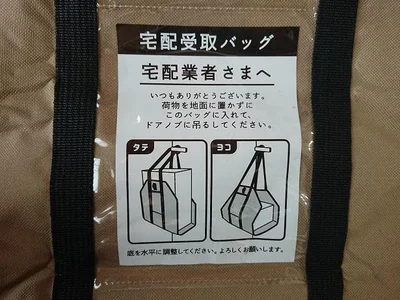 宅配受取バッグ
宅配業者さまへ
いつもありがとうございます。
荷物を地面に置かずに
このバッグに入れて、
ドアノブに吊るしてください。
タテ
ヨコ
底を水平に調整してください。よろしくお願いします。